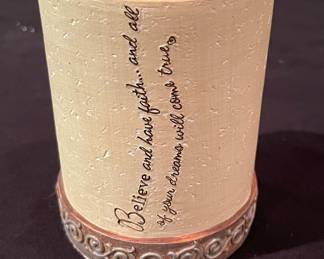 Believe and have faith... and all
of your dreams will come true